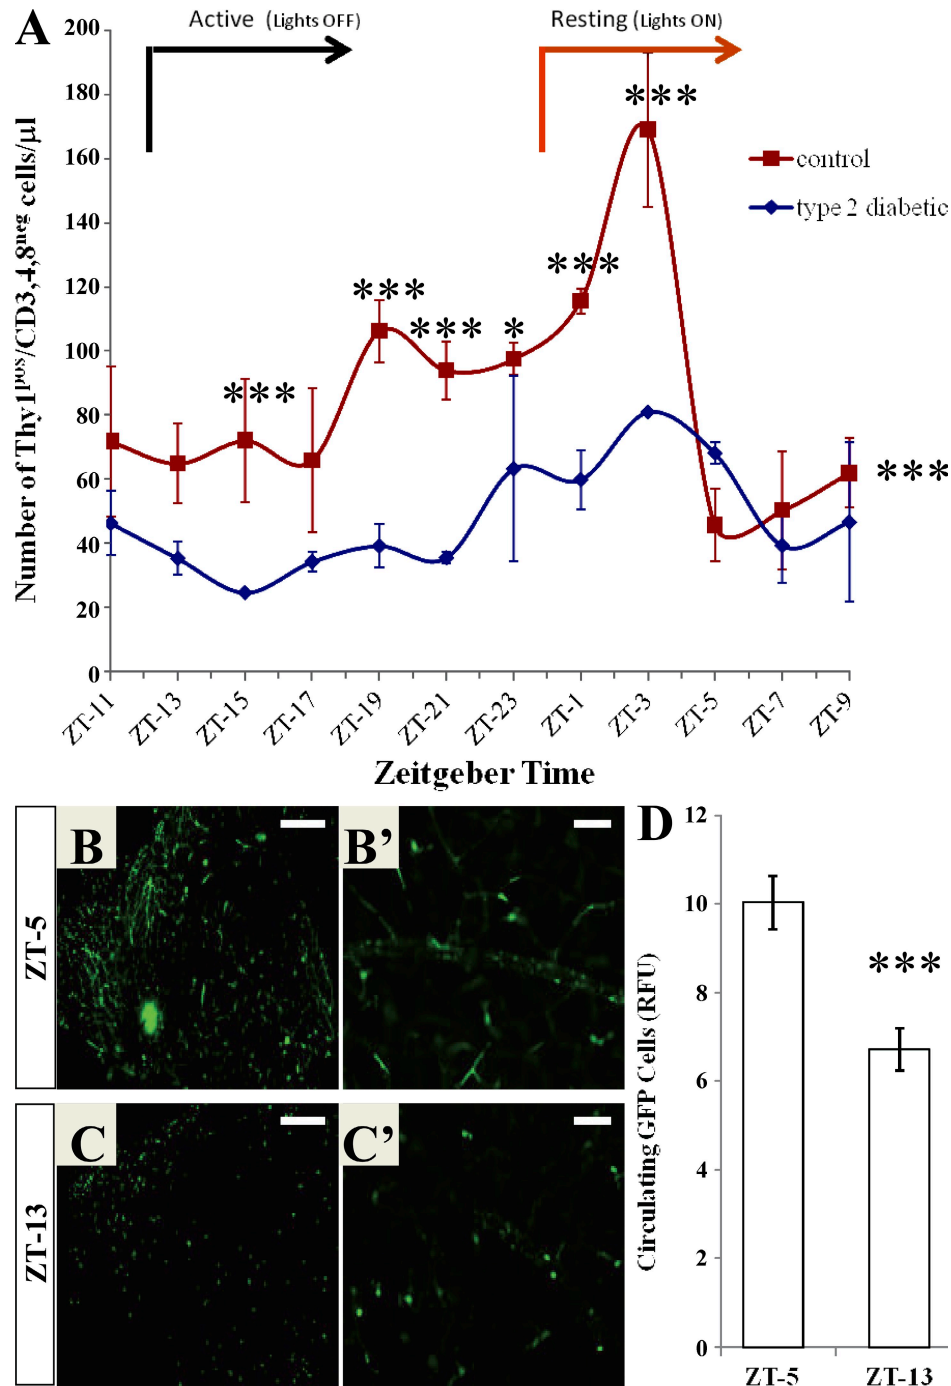 A
Active (Lights OFF)
Resting (Lights ON)
200
180
160
140
120
100
80
60
40
20
0
Number of Thy1pos/CD3,4,8neg cells/µl
***
***
***
*
***
***
***
control
type 2 diabetic
ZT-11
ZT-13
ZT-15
ZT-17
ZT-19
ZT-21
ZT-23
ZT-1
ZT-3
ZT-5
ZT-7
ZT-9
Zeitgeber Time
ZT-5
B
B’
ZT-13
C
C’
D
12
10
8
6
4
2
0
Circulating GFP Cells (RFU)
***
ZT-5
ZT-13